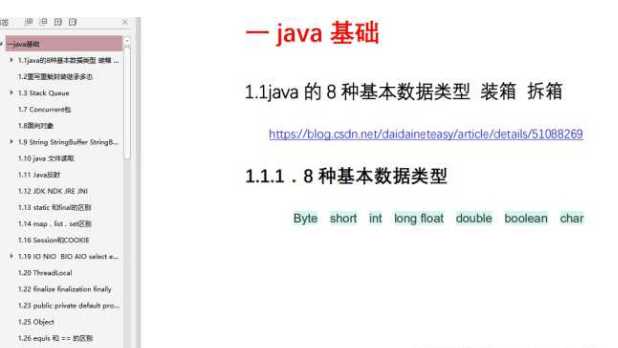 一java基础
1.1java的8种基本数据类型 装箱 ...
1.2重写重载封装继承多态
1.3 Stack Queue
1.7 Concurrent包
1.8面向对象
1.9 String StringBuffer StringB...
1.10 java 文件读取
1.11 Java反射
1.12 JDK NDK JRE JNI
1.13 static 和final的区别
1.14 map、list、set区别
1.16 Session和COOKIE
1.19 IO NIO BIO AIO select e...
1.20 ThreadLocal
1.22 finalize finalization finally
1.23 public private default pro...
1.25 Object
1.26 equls 和 == 的区别
一 java 基础
1.1java 的 8 种基本数据类型 装箱 拆箱
https://blog.csdn.net/daidaineteasy/article/details/51088269
1.1.1．8 种基本数据类型
Byte short int long float double boolean char